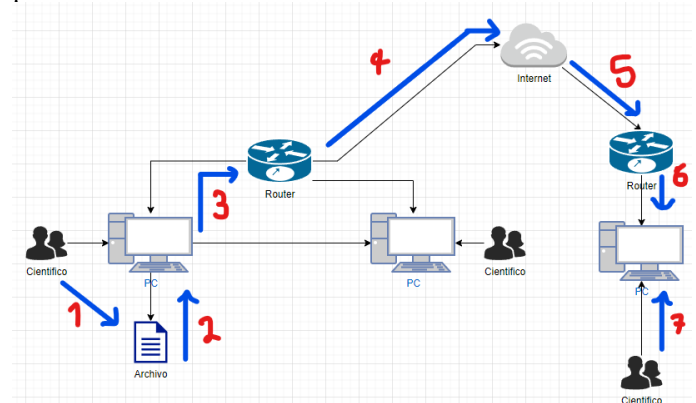 4
5
Internet
Router
3
Router
6
Cientifico
PC
PC
Cientifico
PC
1
2
7
Archivo
Cientifico